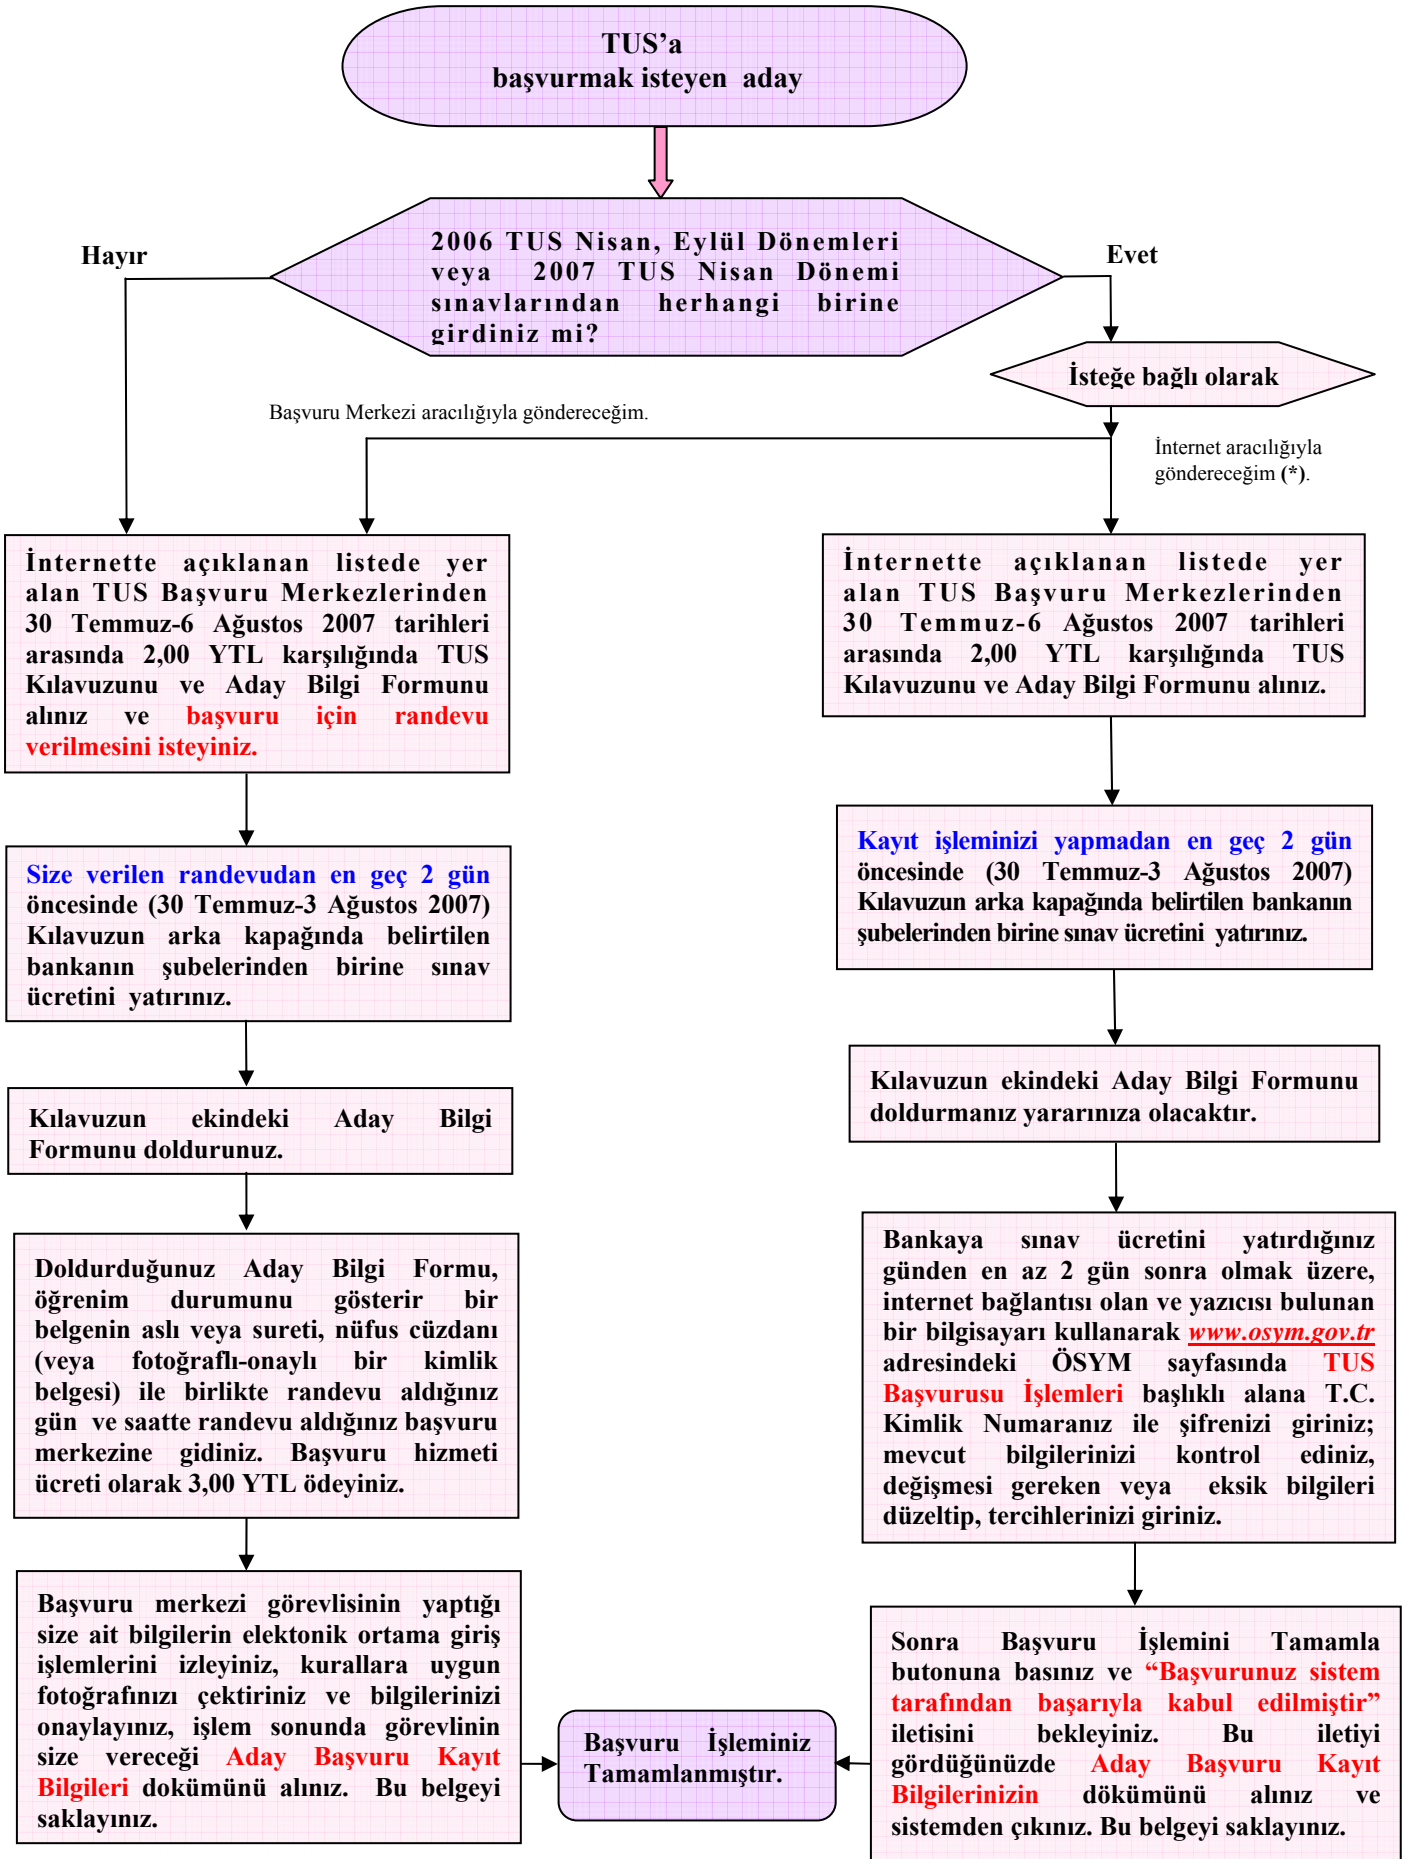 TUS’a
başvurmak isteyen aday
2006 TUS Nisan, Eylül Dönemleri
veya 2007 TUS Nisan Dönemi
sınavlarından herhangi birine
girdiniz mi?
Hayır
Evet
İsteğe bağlı olarak
Başvuru Merkezi aracılığıyla göndereceğim.
İnternet aracılığıyla
göndereceğim (*).
İnternette açıklanan listede yer
alan TUS Başvuru Merkezlerinden
30 Temmuz-6 Ağustos 2007 tarihleri
arasında 2,00 YTL karşılığında TUS
Kılavuzunu ve Aday Bilgi Formunu
alınız ve başvuru için randevu
verilmesini isteyiniz.
Size verilen randevudan en geç 2 gün
öncesinde (30 Temmuz-3 Ağustos 2007)
Kılavuzun arka kapağında belirtilen
bankanın şubelerinden birine sınav
ücretini yatırınız.
Kılavuzun ekindeki Aday Bilgi
Formunu doldurunuz.
Doldurduğunuz Aday Bilgi Formu,
öğrenim durumunu gösterir bir
belgenin aslı veya sureti, nüfus cüzdanı
(veya fotoğraflı-onaylı bir kimlik
belgesi) ile birlikte randevu aldığınız
gün ve saatte randevu aldığınız başvuru
merkezine gidiniz. Başvuru hizmeti
ücreti olarak 3,00 YTL ödeyiniz.
Başvuru merkezi görevlisinin yaptığı
size ait bilgilerin elektonik ortama giriş
işlemlerini izleyiniz, kurallara uygun
fotoğrafınızı çektiriniz ve bilgilerinizi
onaylayınız, işlem sonunda görevlinin
size vereceği Aday Başvuru Kayıt
Bilgileri dokümünü alınız. Bu belgeyi
saklayınız.
İnternette açıklanan listede yer
alan TUS Başvuru Merkezlerinden
30 Temmuz-6 Ağustos 2007 tarihleri
arasında 2,00 YTL karşılığında TUS
Kılavuzunu ve Aday Bilgi Formunu alınız.
Kayıt işleminizi yapmadan en geç 2 gün
öncesinde (30 Temmuz-3 Ağustos 2007)
Kılavuzun arka kapağında belirtilen bankanın
şubelerinden birine sınav ücretini yatırınız.
Kılavuzun ekindeki Aday Bilgi Formunu
doldurmanız yararınıza olacaktır.
Bankaya sınav ücretini yatırdığınız
günden en az 2 gün sonra olmak üzere,
internet bağlantısı olan ve yazıcısı bulunan
bir bilgisayarı kullanarak www.osym.gov.tr
adresindeki ÖSYM sayfasında TUS
Başvurusu İşlemleri başlıklı alana T.C.
Kimlik Numaranız ile şifrenizi giriniz;
mevcut bilgilerinizi kontrol ediniz,
değişmesi gereken veya eksik bilgileri
düzeltip, tercihlerinizi giriniz.
Sonra Başvuru İşlemini Tamamla
butonuna basınız ve “Başvurunuz sistem
tarafından başarıyla kabul edilmiştir”
iletisini bekleyiniz. Bu iletiyi
gördüğünüzde Aday Başvuru Kayıt
Bilgilerinizin dökümünü alınız ve
sistemden çıkınız. Bu belgeyi saklayınız.
Başvuru İşleminiz
Tamamlanmıştır.